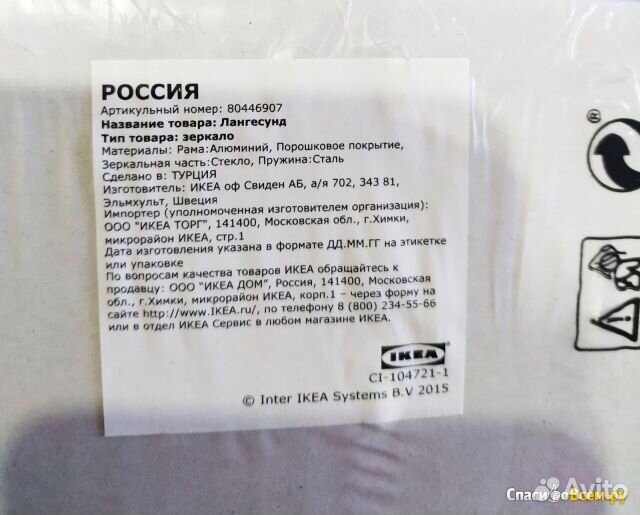 РОССИЯ
Артикульный номер: 80446907
Название товара: Лангесунд
Тип товара: зеркало
Материалы: Рама:Алюминий, Порошковое покрытие,
Зеркальная часть:Стекло, Пружина:Сталь
Сделано в: ТУРЦИЯ
Изготовитель: ИКЕА оф Свиден АБ, а/я 702, 343 81,
Эльмхульт, Швеция
Импортер (уполномоченная изготовителем организация):
ООО "ИКЕА ТОРГ", 141400, Московская обл., г.Химки,
микрорайон ИКЕА, стр.1
Дата изготовления указана в формате ДД.ММ.ГГ на этикетке
или упаковке
По вопросам качества товаров ИКЕА обращайтесь к
продавцу: ООО "ИКЕА ДОМ", Россия, 141400, Московская
обл., г.Химки, микрорайон ИКЕА, корп.1 – через форму на
сайте http://www.IKEA.ru/, по телефону 8 (800) 234-55-66
или в отдел ИКЕА Сервис в любом магазине ИКЕА.
IKEA
CI-104721-1
© Inter IKEA Systems B.V 2015
®
Avito
СпасибоВсем.ру